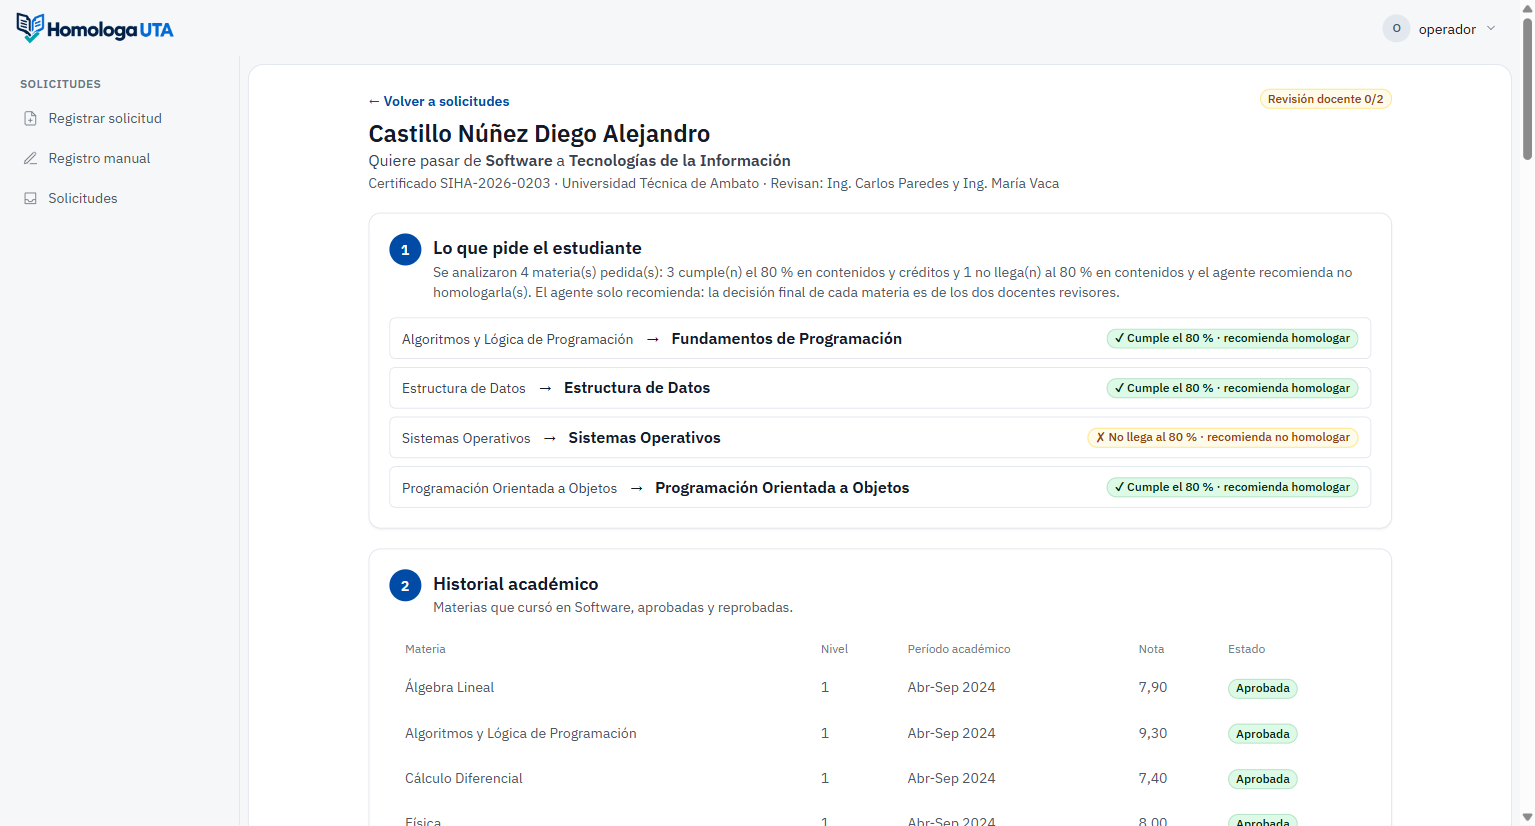 HomologaUTA
O operador
SOLICITUDES
Registrar solicitud
Registro manual
Solicitudes
← Volver a solicitudes
Revisión docente 0/2
Castillo Núñez Diego Alejandro
Quiere pasar de Software a Tecnologías de la Información
Certificado SIHA-2026-0203 · Universidad Técnica de Ambato · Revisan: Ing. Carlos Paredes y Ing. María Vaca
1 Lo que pide el estudiante
Se analizaron 4 materia(s) pedida(s): 3 cumple(n) el 80 % en contenidos y créditos y 1 no llega(n) al 80 % en contenidos y el agente recomienda no
homologarla(s). El agente solo recomienda: la decisión final de cada materia es de los dos docentes revisores.
Algoritmos y Lógica de Programación → Fundamentos de Programación ✓ Cumple el 80 % · recomienda homologar
Estructura de Datos → Estructura de Datos ✓ Cumple el 80 % · recomienda homologar
Sistemas Operativos → Sistemas Operativos ✗ No llega al 80 % · recomienda no homologar
Programación Orientada a Objetos → Programación Orientada a Objetos ✓ Cumple el 80 % · recomienda homologar
2 Historial académico
Materias que cursó en Software, aprobadas y reprobadas.
Materia Nivel Período académico Nota Estado
Álgebra Lineal 1 Abr-Sep 2024 7,90 Aprobada
Algoritmos y Lógica de Programación 1 Abr-Sep 2024 9,30 Aprobada
Cálculo Diferencial 1 Abr-Sep 2024 7,40 Aprobada
Física 1 Abr-Sep 2024 8,00 Aprobada